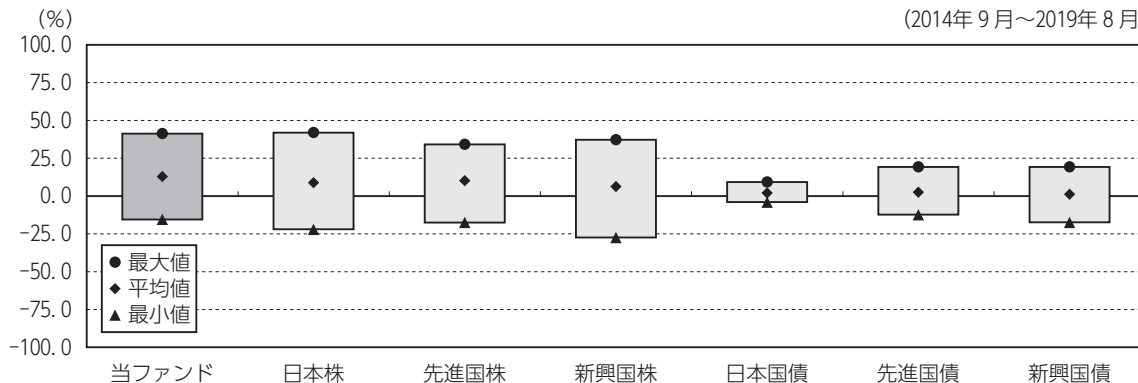 (%)
(2014年9月～2019年8月
100.0
75.0
50.0
25.0
0.0
-25.0
-50.0
-75.0
-100.0
● 最大値
◆ 平均値
▲ 最小値
当ファンド 日本株 先進国株 新興国株 日本国債 先進国債 新興国債